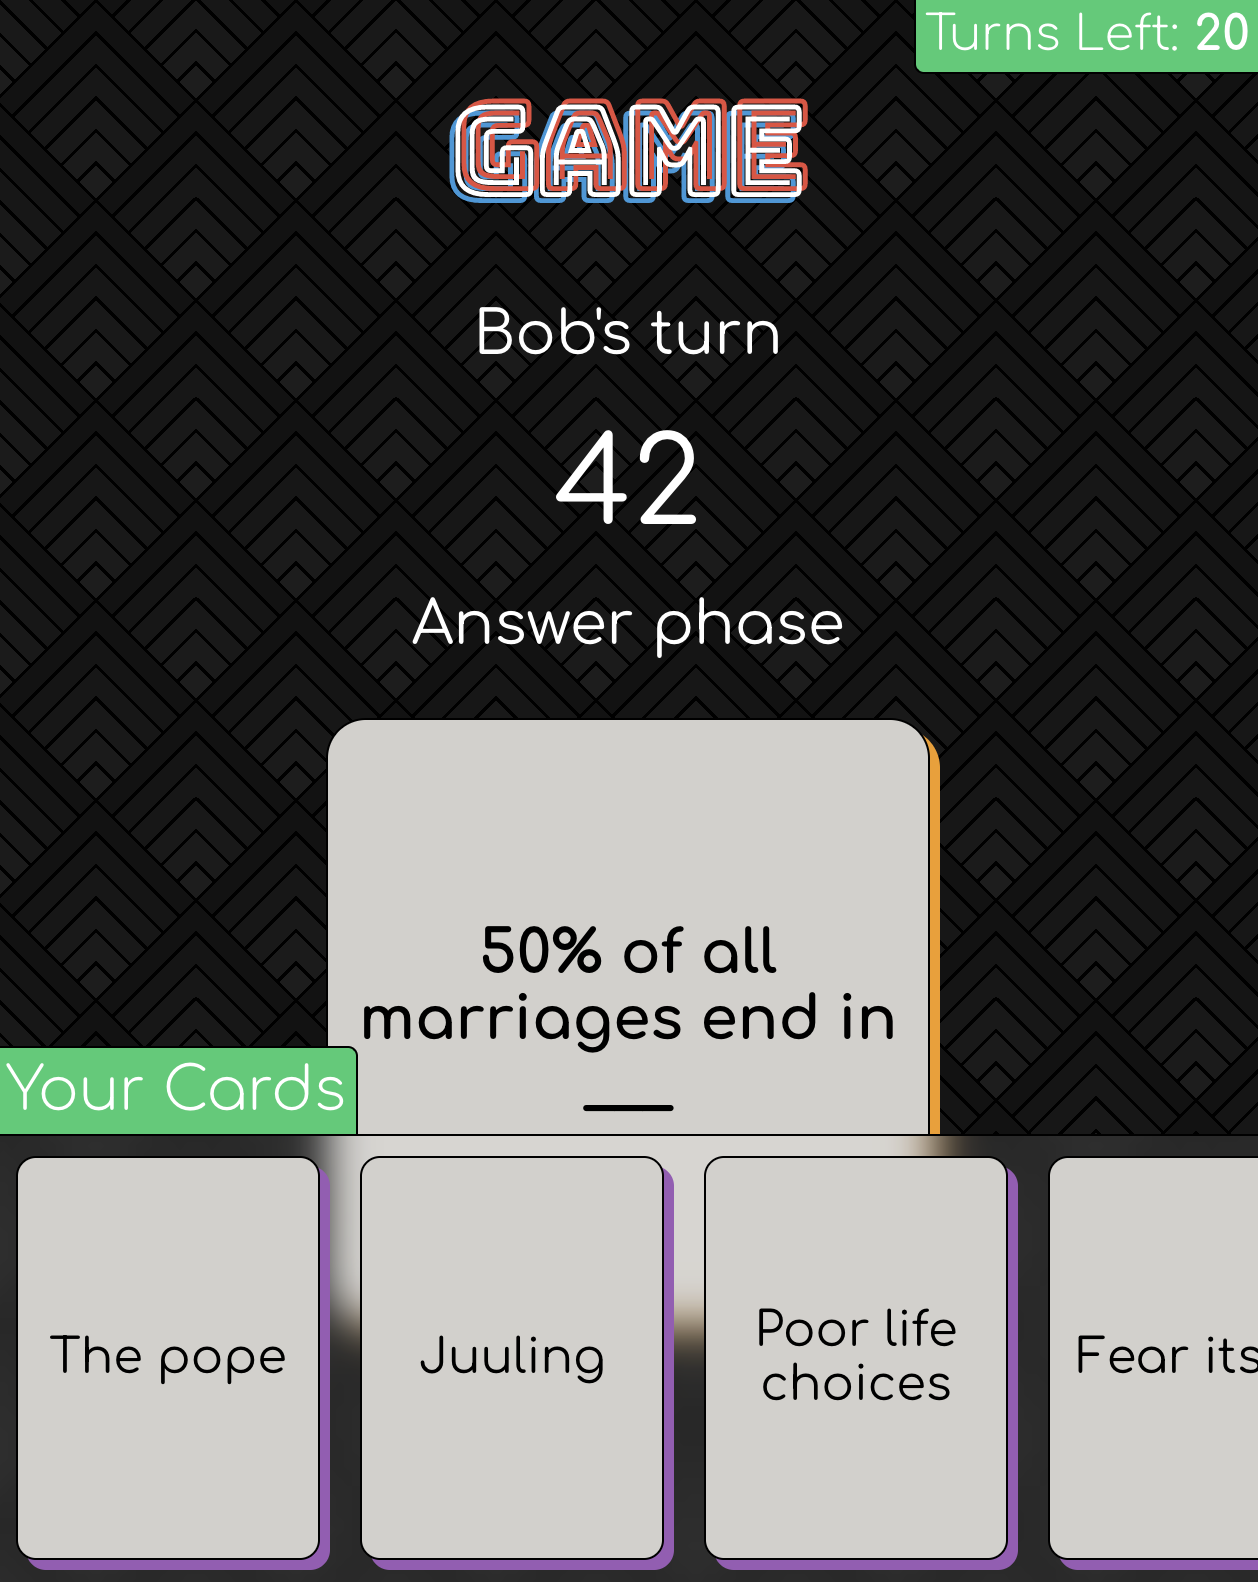 Turns Left: 20
GAME
Bob's turn
42
Answer phase
50% of all
marriages end in
Your Cards
The pope
Juuling
Poor life
choices
Fear its